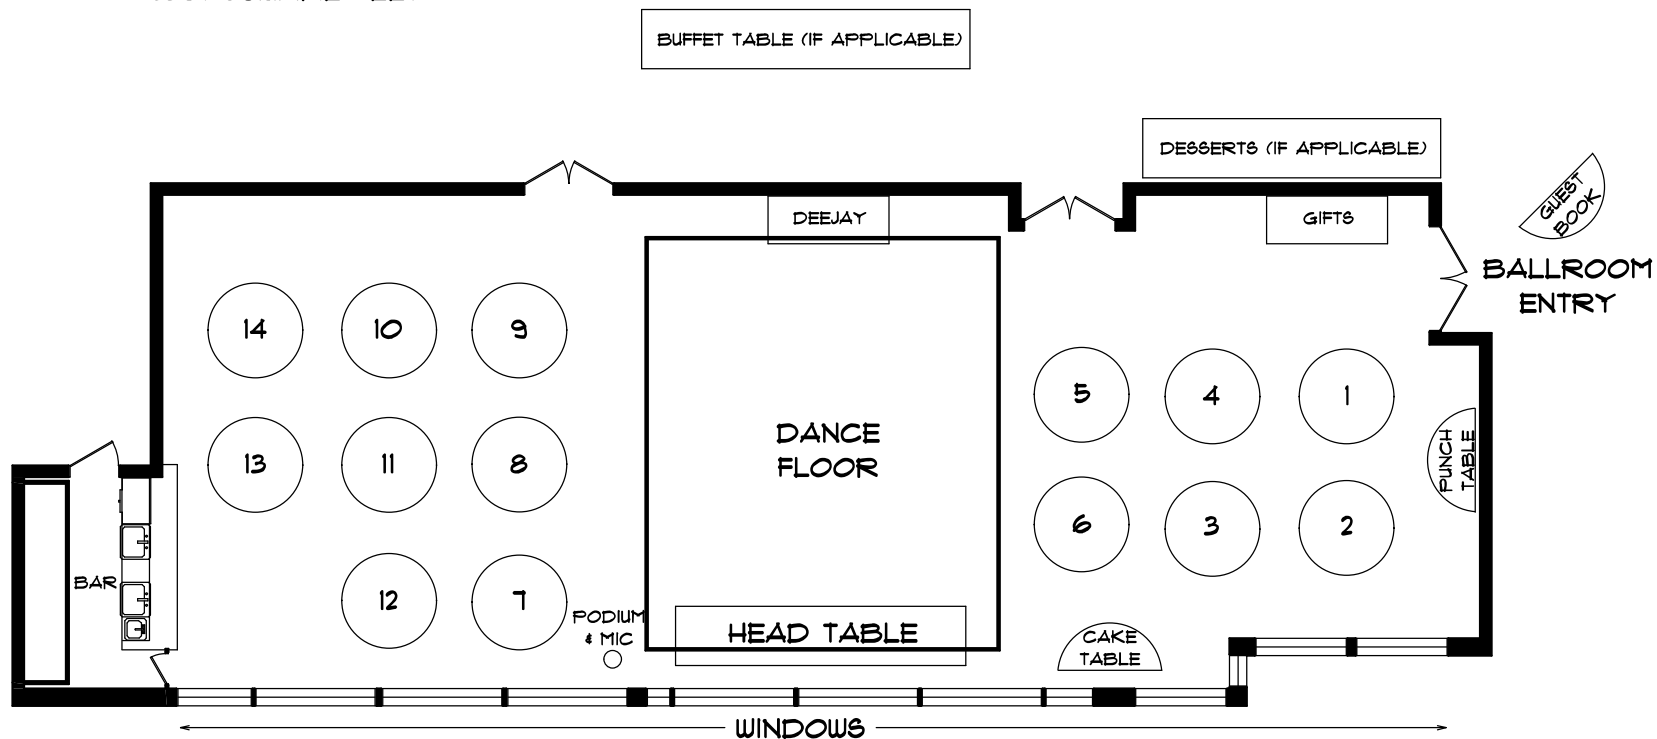 BUFFET TABLE (IF APPLICABLE)
DESSERTS (IF APPLICABLE)
GUEST
BOOK
DEEJAY
GIFTS
BALLROOM
ENTRY
14
10
9
5
4
1
DANCE
FLOOR
13
11
8
PUNCH
TABLE
6
3
2
BAR
12
7
PODIUM
& MIC
HEAD TABLE
CAKE
TABLE
WINDOWS